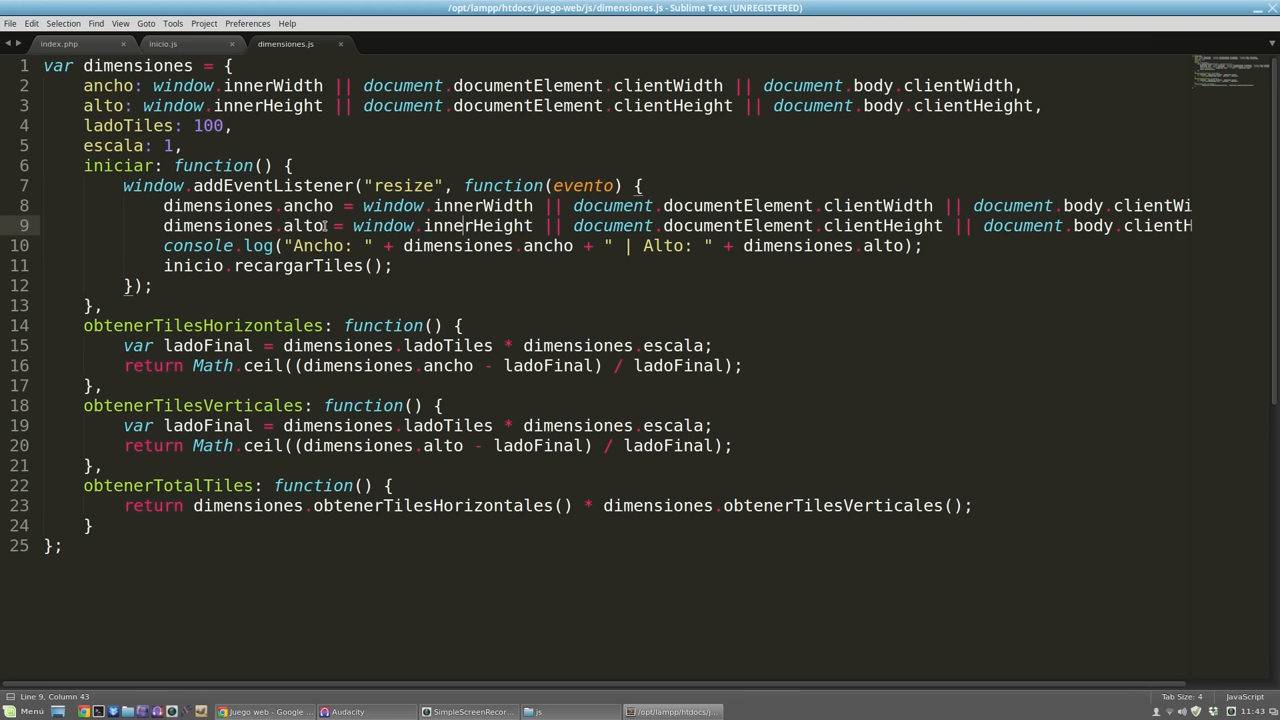 /opt/lampp/htdocs/juego-web/js/dimensiones.js - Sublime Text (UNREGISTERED)
File Edit Selection Find View Goto Tools Project Preferences Help
index.php inicio.js dimensiones.js
1 var dimensiones = {
2 ancho: window.innerWidth || document.documentElement.clientWidth || document.body.clientWidth,
3 alto: window.innerHeight || document.documentElement.clientHeight || document.body.clientHeight,
4 ladoTiles: 100,
5 escala: 1,
6 iniciar: function() {
7 window.addEventListener("resize", function(evento) {
8 dimensiones.ancho = window.innerWidth || document.documentElement.clientWidth || document.body.clientWi
9 dimensiones.alto = window.innerHeight || document.documentElement.clientHeight || document.body.clientH
10 console.log("Ancho: " + dimensiones.ancho + " | Alto: " + dimensiones.alto);
11 inicio.recargarTiles();
12 });
13 },
14 obtenerTilesHorizontales: function() {
15 var ladoFinal = dimensiones.ladoTiles * dimensiones.escala;
16 return Math.ceil((dimensiones.ancho - ladoFinal) / ladoFinal);
17 },
18 obtenerTilesVerticales: function() {
19 var ladoFinal = dimensiones.ladoTiles * dimensiones.escala;
20 return Math.ceil((dimensiones.alto - ladoFinal) / ladoFinal);
21 },
22 obtenerTotalTiles: function() {
23 return dimensiones.obtenerTilesHorizontales() * dimensiones.obtenerTilesVerticales();
24 }
25 };
Line 9, Column 43 Tab Size: 4 JavaScript
Menú Juego web - Google ... Audacity SimpleScreenRecor... js /opt/lampp/htdocs/j... 11:43